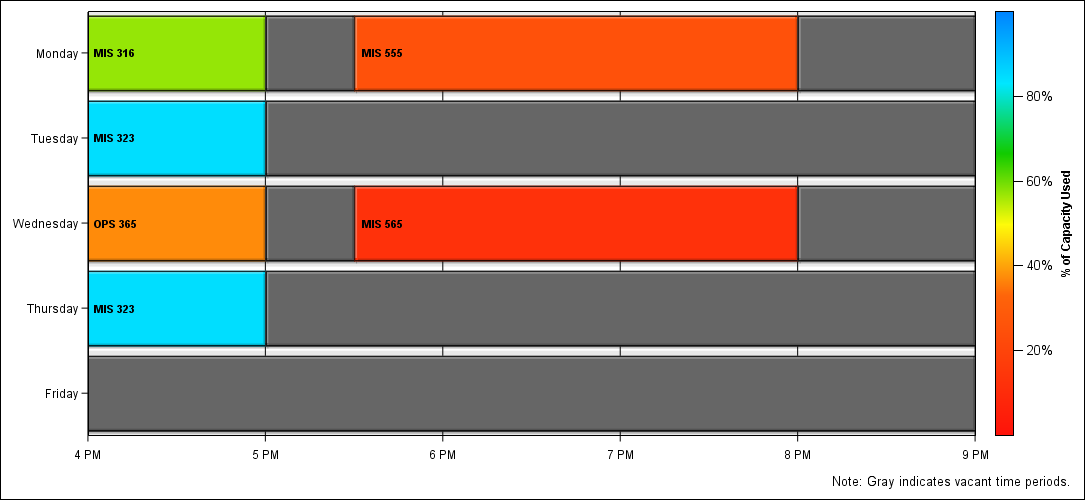 Monday
MIS 316
MIS 555
Tuesday
MIS 323
Wednesday
OPS 365
MIS 565
Thursday
MIS 323
Friday
4 PM
5 PM
6 PM
7 PM
8 PM
9 PM
80%
60%
40%
20%
% of Capacity Used
Note: Gray indicates vacant time periods.